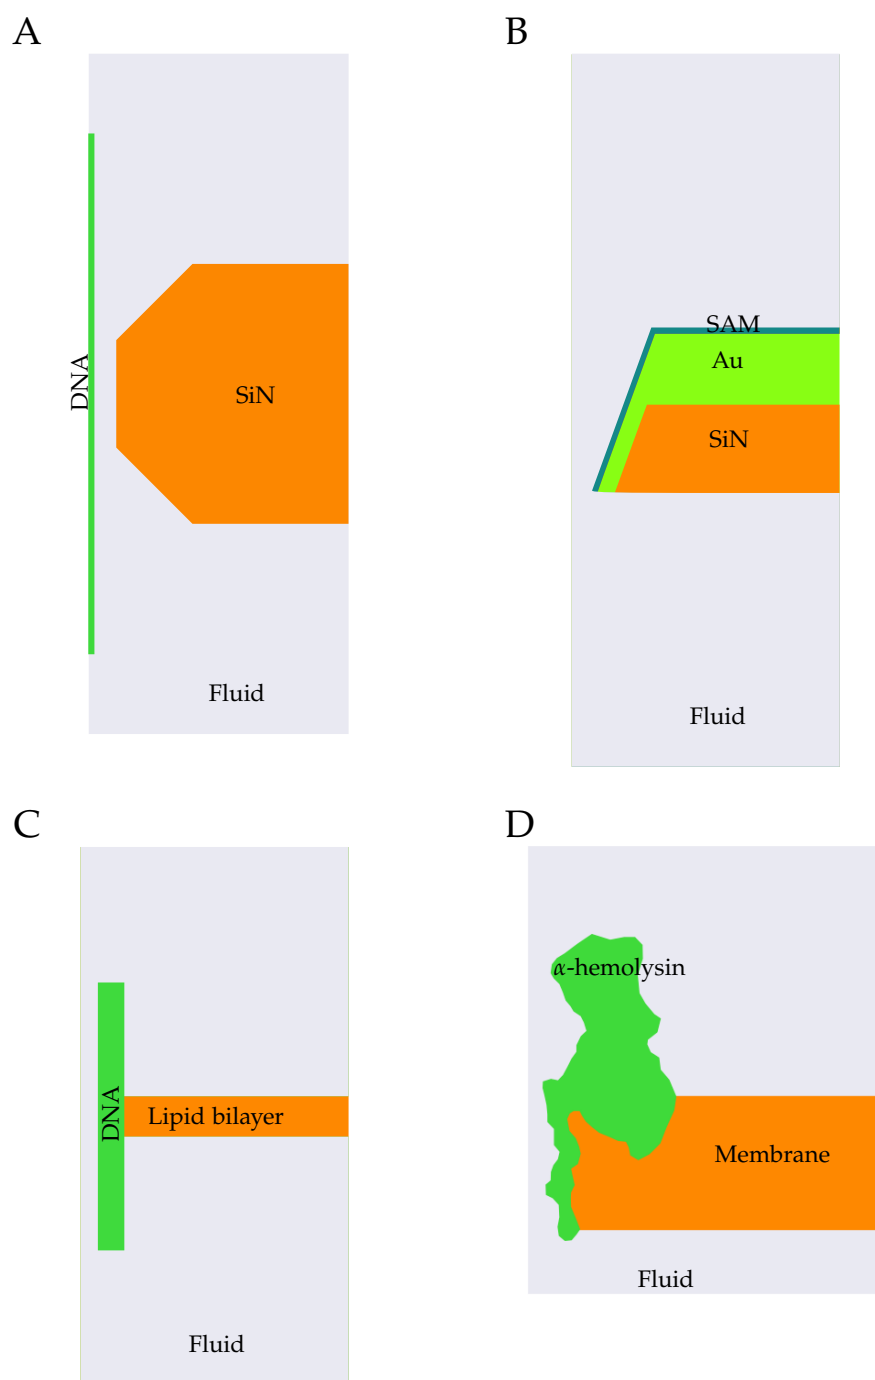 A
B
DNA
SiN
Fluid
SAM
Au
SiN
Fluid
C
D
DNA
Lipid bilayer
Fluid
α-hemolysin
Membrane
Fluid